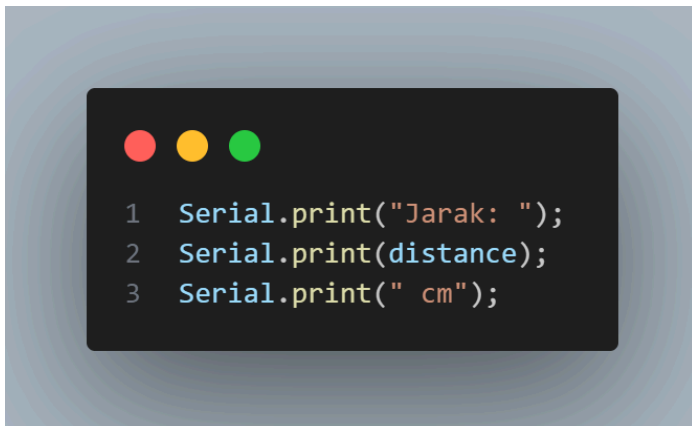 1 Serial.print("Jarak: ");
2 Serial.print(distance);
3 Serial.print(" cm");